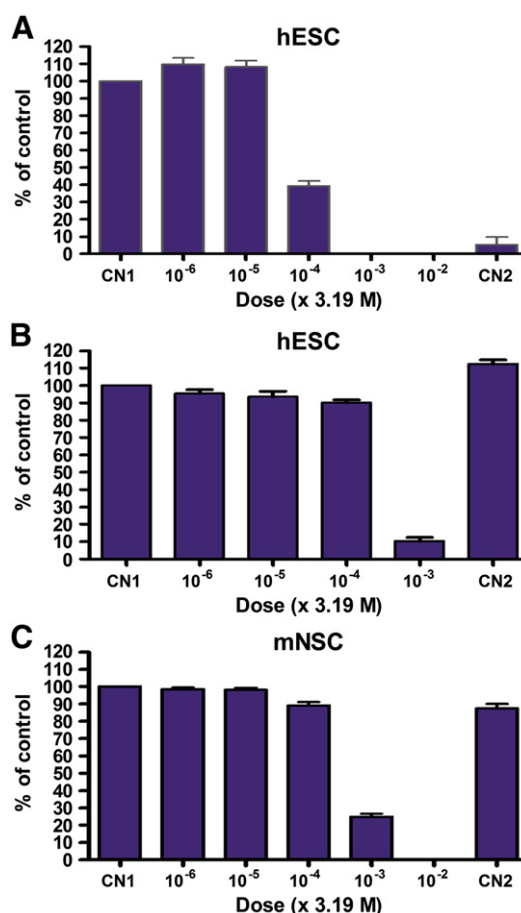 A
hESC
% of control
120
110
100
90
80
70
60
50
40
30
20
10
0
CN1 10⁻⁶ 10⁻⁵ 10⁻⁴ 10⁻³ 10⁻² CN2
Dose (x 3.19 M)
B
hESC
% of control
120
110
100
90
80
70
60
50
40
30
20
10
0
CN1 10⁻⁶ 10⁻⁵ 10⁻⁴ 10⁻³ CN2
Dose (x 3.19 M)
C
mNSC
% of control
120
110
100
90
80
70
60
50
40
30
20
10
0
CN1 10⁻⁶ 10⁻⁵ 10⁻⁴ 10⁻³ 10⁻² CN2
Dose (x 3.19 M)